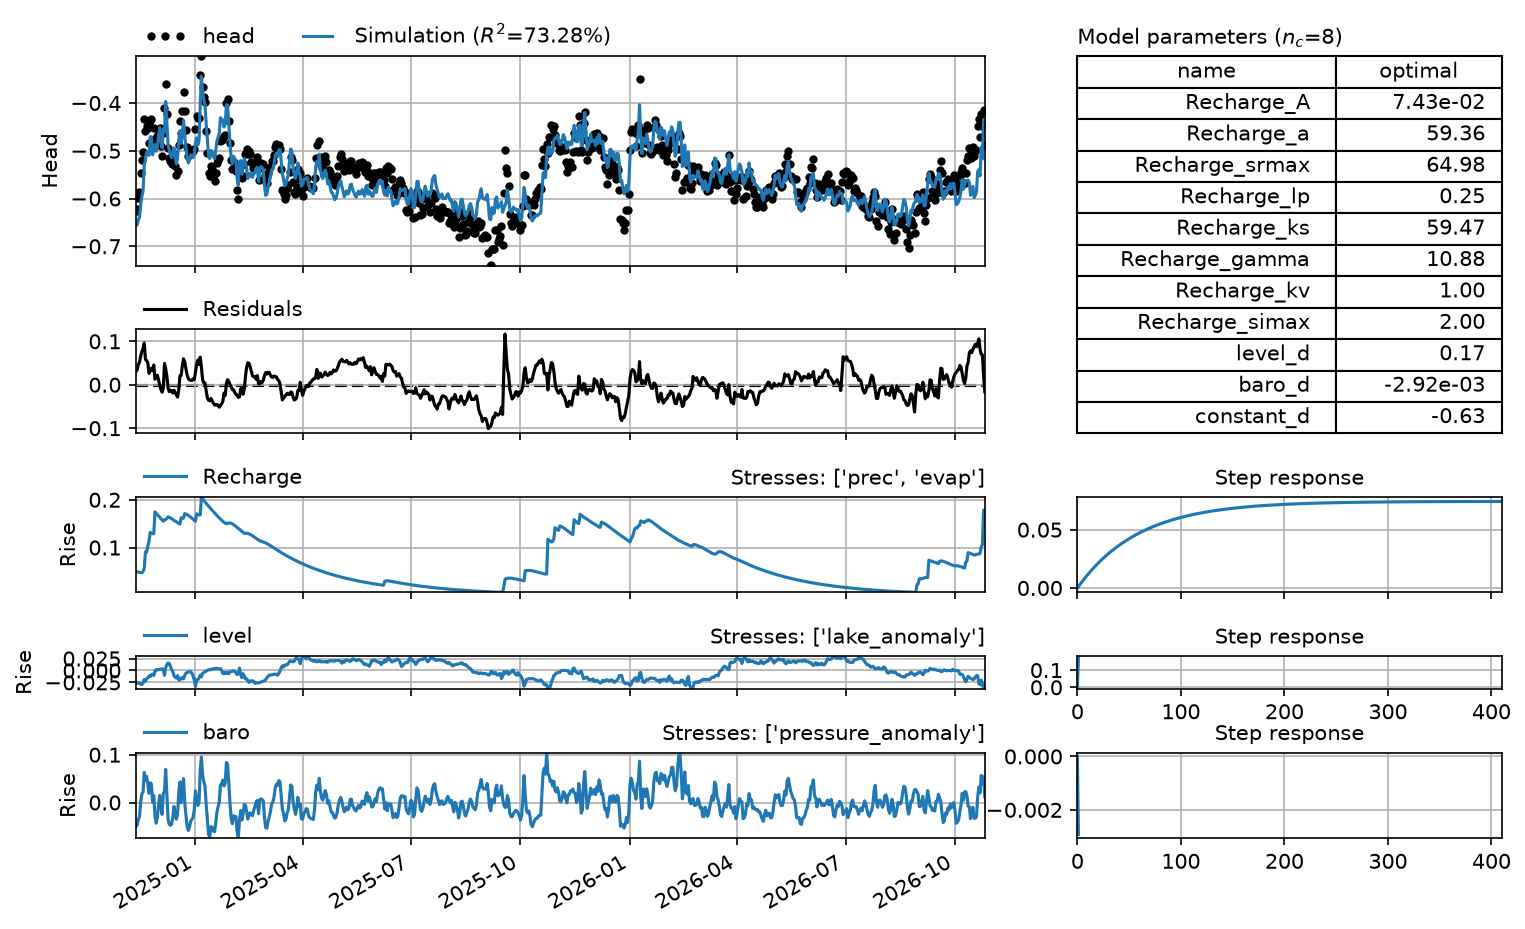 head Simulation (R²=73.28%)
Head
−0.4
−0.5
−0.6
−0.7
Residuals
0.1
0.0
−0.1
Recharge Stresses: ['prec', 'evap']
Rise
0.2
0.1
level Stresses: ['lake_anomaly']
Rise
0.025
0.000
−0.025
baro Stresses: ['pressure_anomaly']
Rise
0.1
0.0
2025-01 2025-04 2025-07 2025-10 2026-01 2026-04 2026-07 2026-10
Model parameters (n_c=8)
name optimal
Recharge_A 7.43e-02
Recharge_a 59.36
Recharge_srmax 64.98
Recharge_lp 0.25
Recharge_ks 59.47
Recharge_gamma 10.88
Recharge_kv 1.00
Recharge_simax 2.00
level_d 0.17
baro_d -2.92e-03
constant_d -0.63
Step response
0.05
0.00
Step response
0.1
0.0
0 100 200 300 400
Step response
0.000
−0.002
0 100 200 300 400